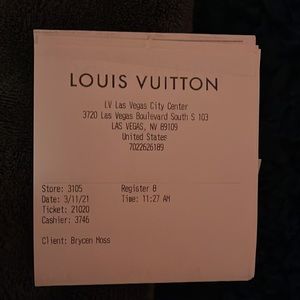 LOUIS VUITTON
LV Las Vegas City Center
3720 Las Vegas Boulevard South S 103
LAS VEGAS, NV 89109
United States
7022626189
Store: 3105 Register 8
Date: 3/11/21 Time: 11:27 AM
Ticket: 21020
Cashier: 3746
Client: Brycen Moss